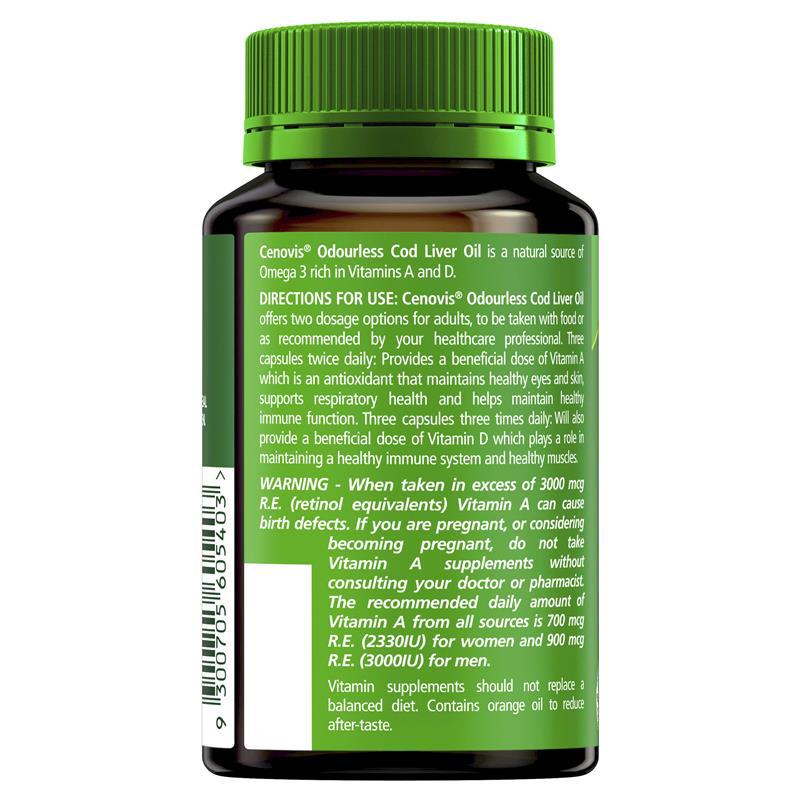 Cenovis® Odourless Cod Liver Oil is a natural source of
Omega 3 rich in Vitamins A and D.
DIRECTIONS FOR USE: Cenovis® Odourless Cod Liver Oil
offers two dosage options for adults, to be taken with food or
as recommended by your healthcare professional. Three
capsules twice daily: Provides a beneficial dose of Vitamin A
which is an antioxidant that maintains healthy eyes and skin,
supports respiratory health and helps maintain healthy
immune function. Three capsules three times daily: Will also
provide a beneficial dose of Vitamin D which plays a role in
maintaining a healthy immune system and healthy muscles.
WARNING - When taken in excess of 3000 mcg
R.E. (retinol equivalents) Vitamin A can cause
birth defects. If you are pregnant, or considering
becoming pregnant, do not take
Vitamin A supplements without
consulting your doctor or pharmacist.
The recommended daily amount of
Vitamin A from all sources is 700 mcg
R.E. (2330IU) for women and 900 mcg
R.E. (3000IU) for men.
Vitamin supplements should not replace a
balanced diet. Contains orange oil to reduce
after-taste.
9 300705 605403 >